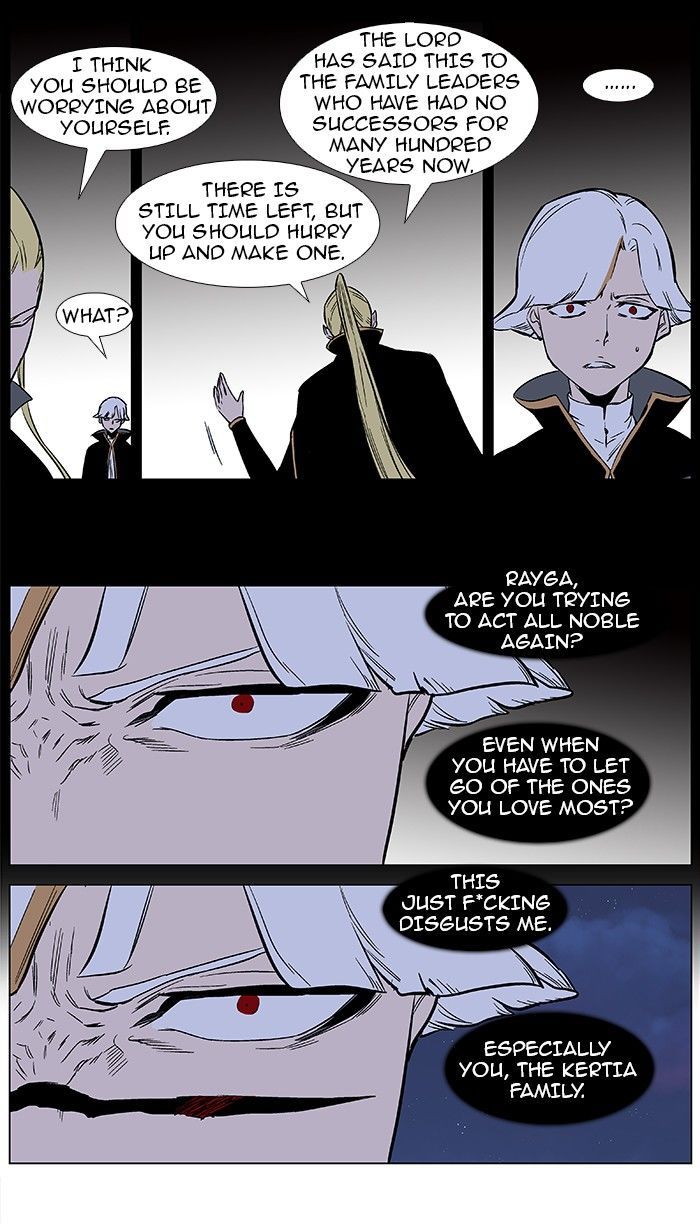 I THINK
YOU SHOULD BE
WORRYING ABOUT
YOURSELF.
WHAT?
THE LORD
HAS SAID THIS TO
THE FAMILY LEADERS
WHO HAVE HAD NO
SUCCESSORS FOR
MANY HUNDRED
YEARS NOW.
THERE IS
STILL TIME LEFT, BUT
YOU SHOULD HURRY
UP AND MAKE ONE.
......
RAYGA,
ARE YOU TRYING
TO ACT ALL NOBLE
AGAIN?
EVEN WHEN
YOU HAVE TO LET
GO OF THE ONES
YOU LOVE MOST?
THIS
JUST F*CKING
DISGUSTS ME.
ESPECIALLY
YOU, THE KERTIA
FAMILY.